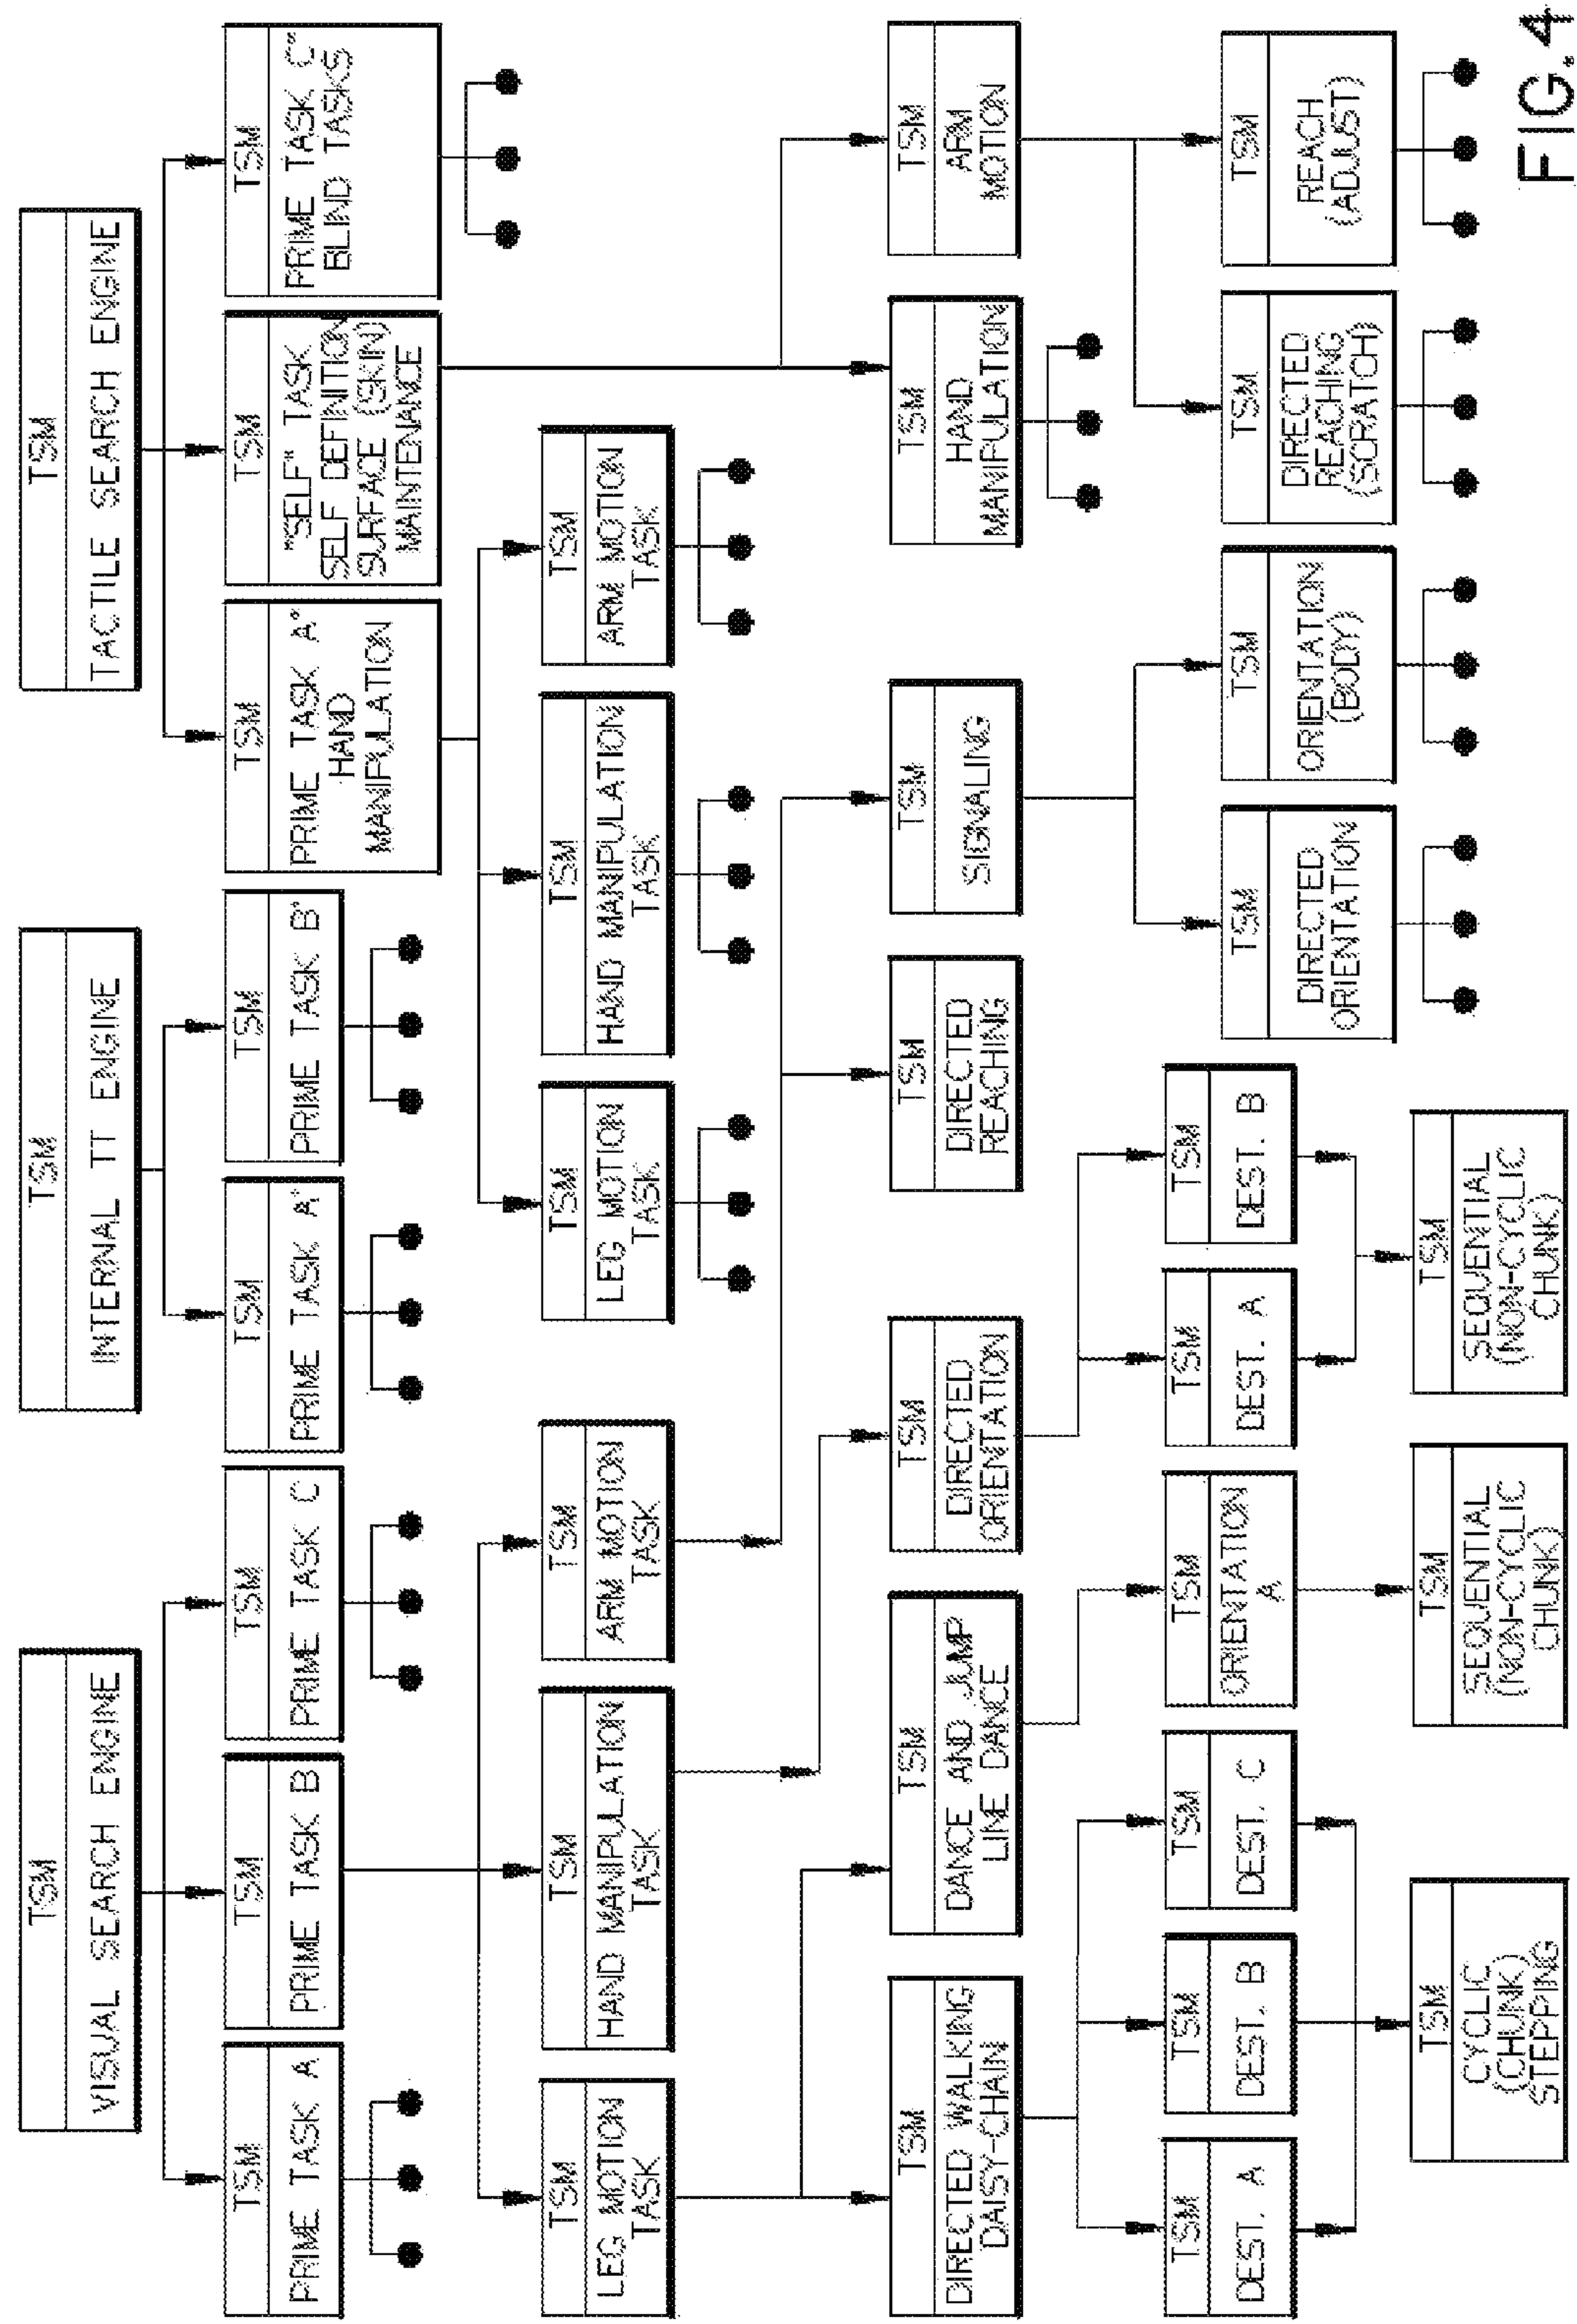 TSM
VISUAL SEARCH ENGINE
TSM
INTERNAL TT ENGINE
TSM
TACTILE SEARCH ENGINE
TSM
PRIME TASK A
TSM
PRIME TASK B
TSM
PRIME TASK C
TSM
PRIME TASK A'
TSM
PRIME TASK B'
TSM
PRIME TASK A"
HAND
MANIPULATION
TSM
"SELF" TASK
SELF DEFINITION
SURFACE (SKIN)
MAINTENANCE
TSM
PRIME TASK C"
BLIND TASKS
TSM
LEG MOTION
TASK
TSM
HAND MANIPULATION
TASK
TSM
ARM MOTION
TASK
TSM
LEG MOTION
TASK
TSM
HAND MANIPULATION
TASK
TSM
ARM MOTION
TASK
TSM
DIRECTED WALKING
DAISY-CHAIN
TSM
DANCE AND JUMP
LINE DANCE
TSM
DIRECTED
ORIENTATION
TSM
DIRECTED
REACHING
TSM
SIGNALING
TSM
HAND
MANIPULATION
TSM
ARM
MOTION
TSM
DEST. A
TSM
DEST. B
TSM
DEST. C
TSM
ORIENTATION
A
TSM
DEST. A
TSM
DEST. B
TSM
DIRECTED
ORIENTATION
TSM
ORIENTATION
(BODY)
TSM
DIRECTED
REACHING
(SCRATCH)
TSM
REACH
(ADJUST)
TSM
CYCLIC
(CHUNK)
STEPPING
TSM
SEQUENTIAL
(NON-CYCLIC
CHUNK)
TSM
SEQUENTIAL
(NON-CYCLIC
CHUNK)
FIG.4